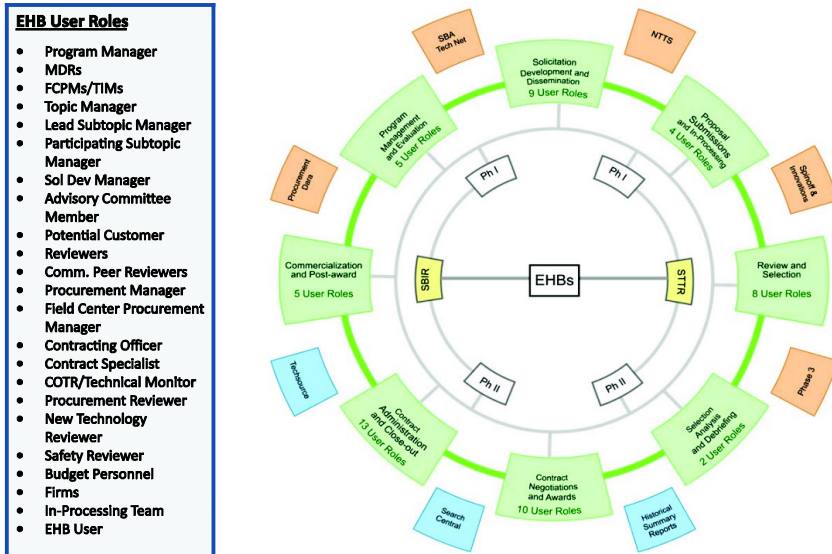 EHB User Roles
• Program Manager
• MDRs
• FCPMs/TIMs
• Topic Manager
• Lead Subtopic Manager
• Participating Subtopic
Manager
• Sol Dev Manager
• Advisory Committee
Member
• Potential Customer
• Reviewers
• Comm. Peer Reviewers
• Procurement Manager
• Field Center Procurement
Manager
• Contracting Officer
• Contract Specialist
• COTR/Technical Monitor
• Procurement Reviewer
• New Technology
Reviewer
• Safety Reviewer
• Budget Personnel
• Firms
• In-Processing Team
• EHB User
SBA
Tech Net
NTTS
Solicitation
Development and
Dissemination
9 User Roles
Program
Management
and Evaluation
5 User Roles
Proposal
Submissions
and In-Processing
4 User Roles
Procurement
Dara
Spinoff &
Innovations
Ph I
Ph I
Commercialization
and Post-award
5 User Roles
SBIR
EHBs
STTR
Review and
Selection
8 User Roles
Techsource
Phase 3
Ph II
Ph II
Contract
Administration
and Close-out
13 User Roles
Selection
Analysis
and Debriefing
2 User Roles
Contract
Negotiations
and Awards
10 User Roles
Search
Central
Historical
Summary
Reports